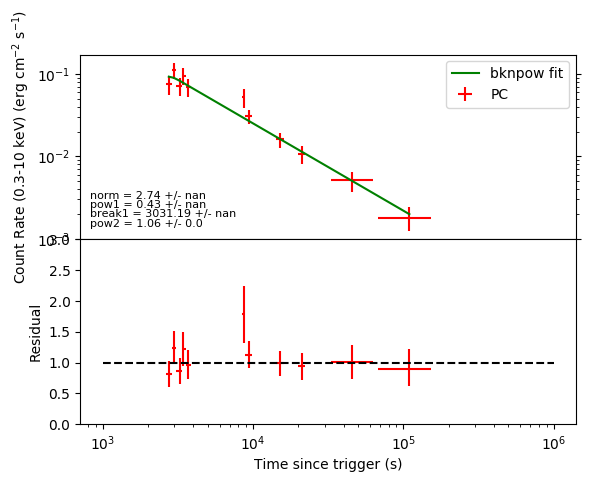 Count Rate (0.3-10 keV) (erg cm⁻² s⁻¹)
10⁻¹
10⁻²
10⁻³
bknpow fit
PC
norm = 2.74 +/- nan
pow1 = 0.43 +/- nan
break1 = 3031.19 +/- nan
pow2 = 1.06 +/- 0.0
Residual
3.0
2.5
2.0
1.5
1.0
0.5
0.0
10³ 10⁴ 10⁵ 10⁶
Time since trigger (s)